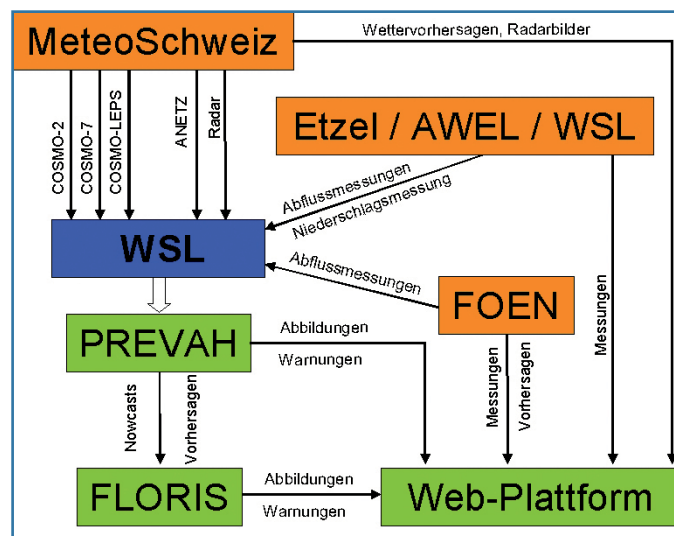 MeteoSchweiz
Wettervorhersagen, Radarbilder
COSMO-2
COSMO-7
COSMO-LEPS
ANETZ
Radar
Etzel / AWEL / WSL
Abflussmessungen
Niederschlagsmessung
WSL
Abflussmessungen
FOEN
Messungen
PREVAH
Abbildungen
Warnungen
Messungen
Vorhersagen
Nowcasts
Vorhersagen
FLORIS
Abbildungen
Warnungen
Web-Plattform